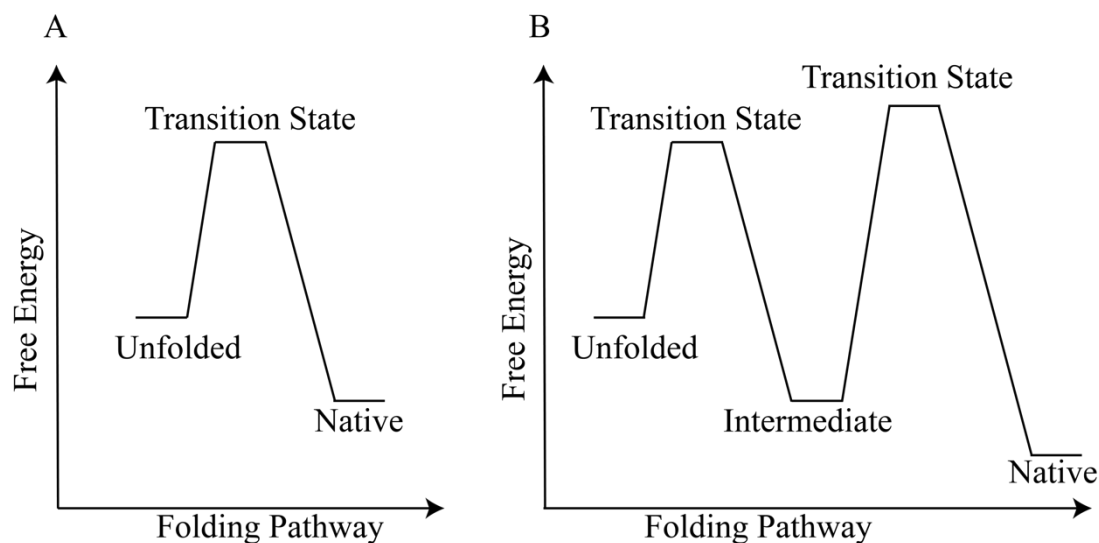 A
Free Energy
Transition State
Unfolded
Native
Folding Pathway
B
Free Energy
Transition State
Transition State
Unfolded
Intermediate
Native
Folding Pathway